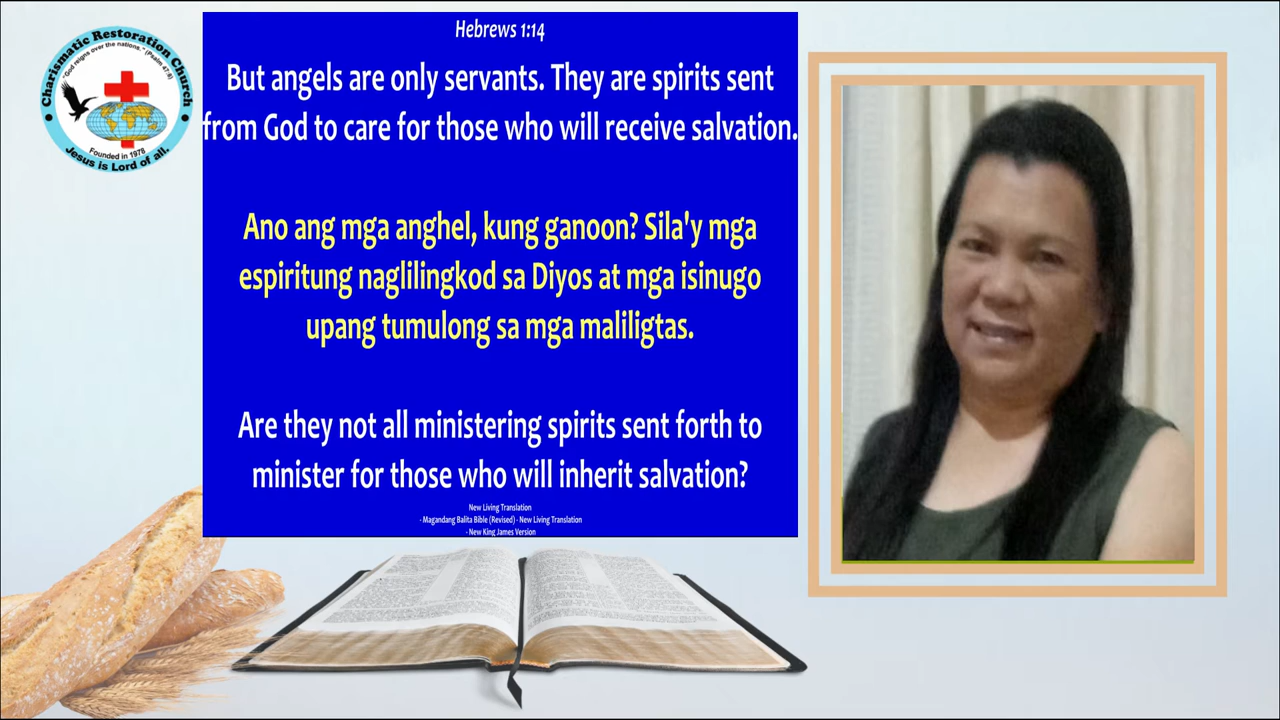 Charismatic Restoration Church
"God reigns over the nations." (Psalm 47:8)
Founded in 1978
Jesus is Lord of all.
Hebrews 1:14
But angels are only servants. They are spirits sent
from God to care for those who will receive salvation.
Ano ang mga anghel, kung ganoon? Sila'y mga
espiritung naglilingkod sa Diyos at mga isinugo
upang tumulong sa mga maliligtas.
Are they not all ministering spirits sent forth to
minister for those who will inherit salvation?
New Living Translation
- Magandang Balita Bible (Revised) - New Living Translation
- New King James Version